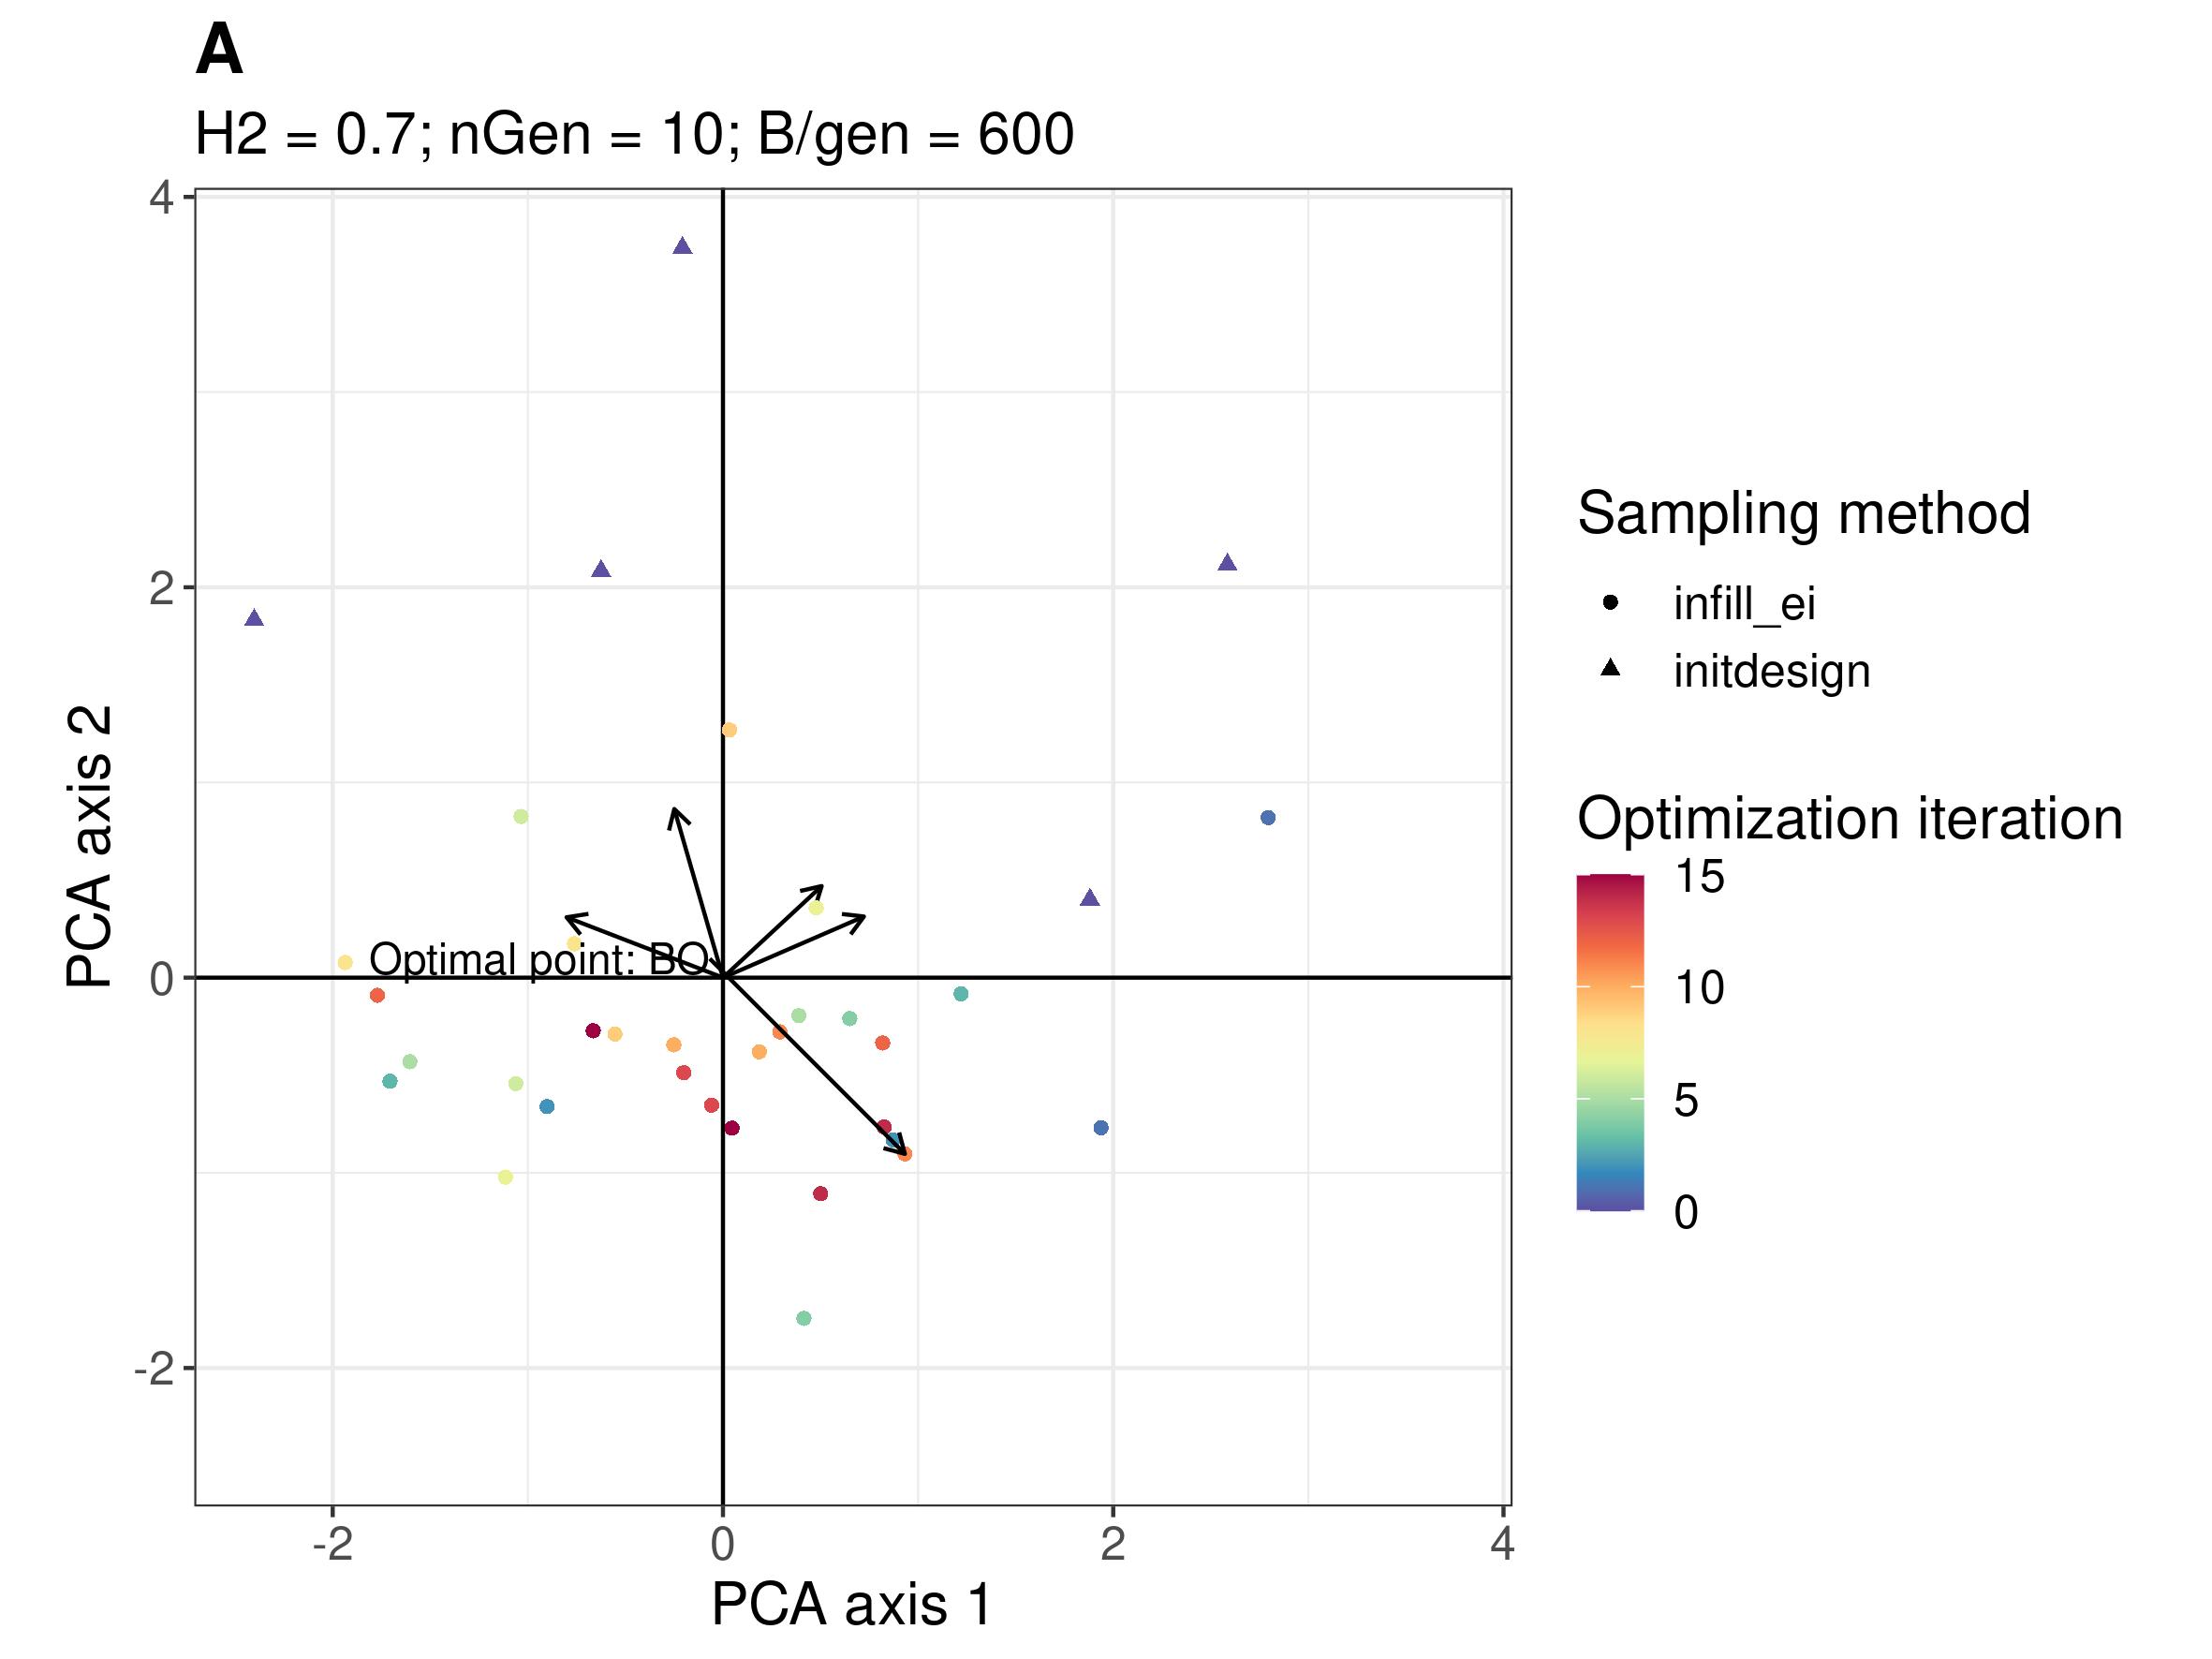 A
H2 = 0.7; nGen = 10; B/gen = 600
4
2
0
-2
PCA axis 2
Optimal point: BO
-2
0
2
4
PCA axis 1
Sampling method
infill_ei
initdesign
Optimization iteration
15
10
5
0